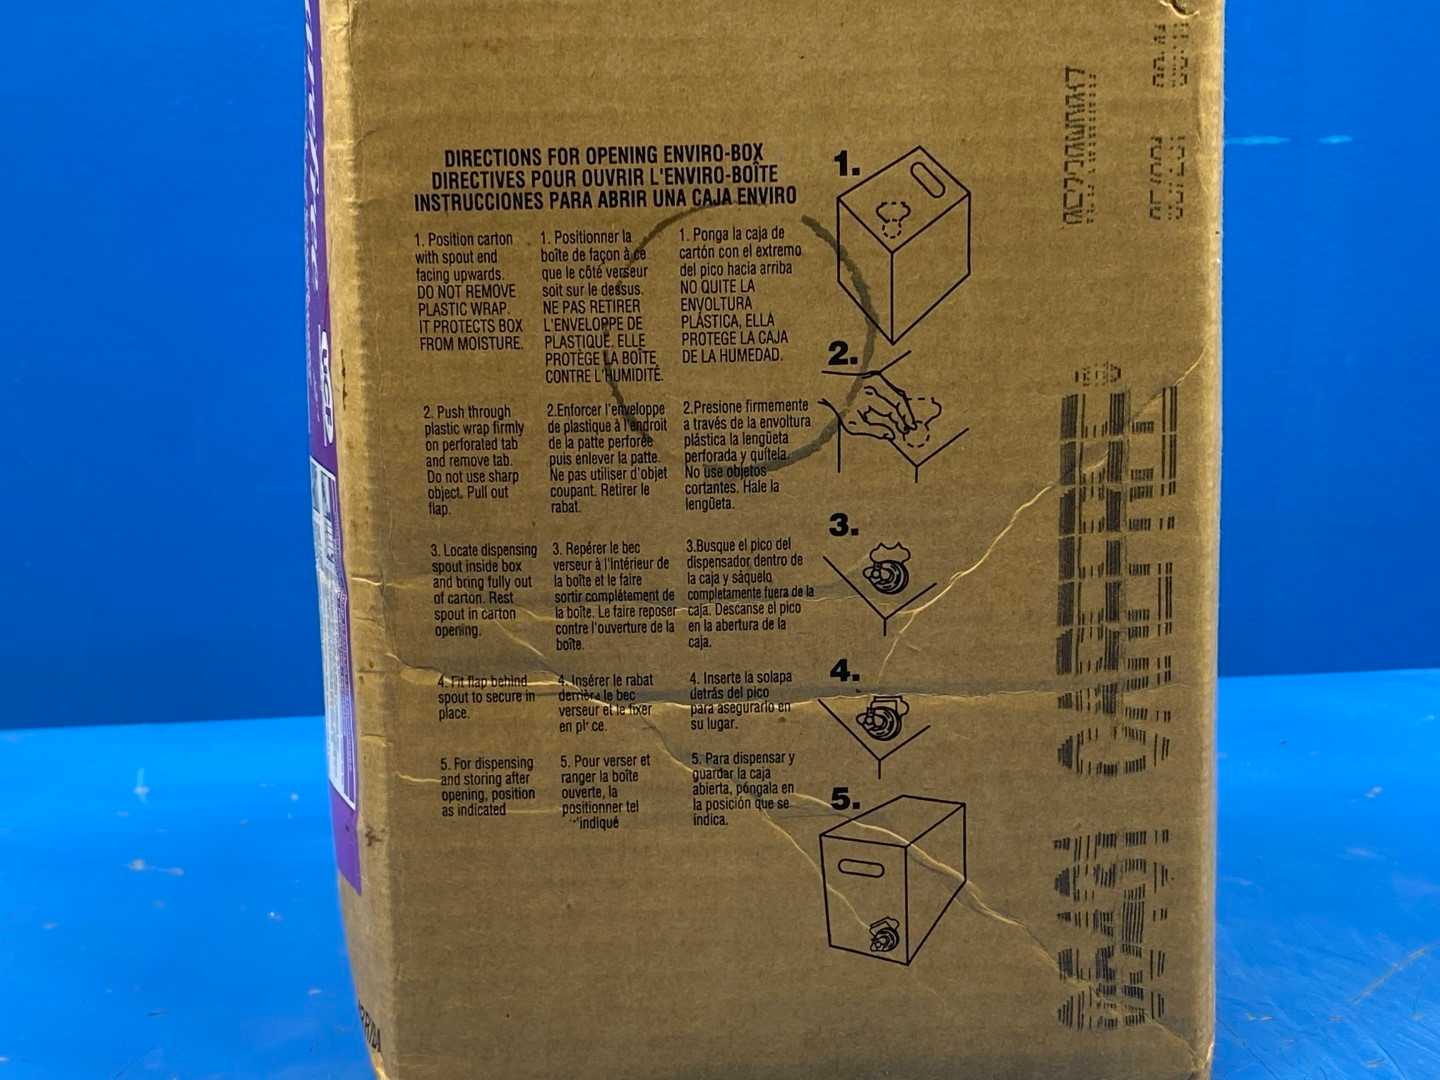 DIRECTIONS FOR OPENING ENVIRO-BOX
DIRECTIVES POUR OUVRIR L'ENVIRO-BOÎTE
INSTRUCCIONES PARA ABRIR UNA CAJA ENVIRO
1. Position carton
with spout end
facing upwards.
DO NOT REMOVE
PLASTIC WRAP.
IT PROTECTS BOX
FROM MOISTURE.
2. Push through
plastic wrap firmly
on perforated tab
and remove tab.
Do not use sharp
object. Pull out
flap.
3. Locate dispensing
spout inside box
and bring fully out
of carton. Rest
spout in carton
opening.
4. Fit flap behind
spout to secure in
place.
5. For dispensing
and storing after
opening, position
as indicated
1. Positionner la
boîte de façon à ce
que le côté verseur
soit sur le dessus.
NE PAS RETIRER
L'ENVELOPPE DE
PLASTIQUE. ELLE
PROTÈGE LA BOÎTE
CONTRE L'HUMIDITÉ.
2.Enforcer l'enveloppe
de plastique à l'endroit
de la patte perforée
puis enlever la patte.
Ne pas utiliser d'objet
coupant. Retirer le
rabat.
3. Repérer le bec
verseur à l'intérieur de
la boîte et le faire
sortir complétement de
la boîte. Le faire reposer
contre l'ouverture de la
boîte.
4. Insérer le rabat
derrière le bec
verseur et le fixer
en place.
5. Pour verser et
ranger la boîte
ouverte, la
positionner tel
indiqué
1. Ponga la caja de
cartón con el extremo
del pico hacia arriba
NO QUITE LA
ENVOLTURA
PLÁSTICA, ELLA
PROTEGE LA CAJA
DE LA HUMEDAD.
2.Presione firmemente
a través de la envoltura
plástica la lengüeta
perforada y quítela.
No use objetos
cortantes. Hale la
lengüeta.
3.Busque el pico del
dispensador dentro de
la caja y sáquelo
completamente fuera de la
caja. Descanse el pico
en la abertura de la
caja.
4. Inserte la solapa
detrás del pico
para asegurarlo en
su lugar.
5. Para dispensar y
guardar la caja
abierta, póngala en
la posición que se
indica.
1.
2.
3.
4.
5.